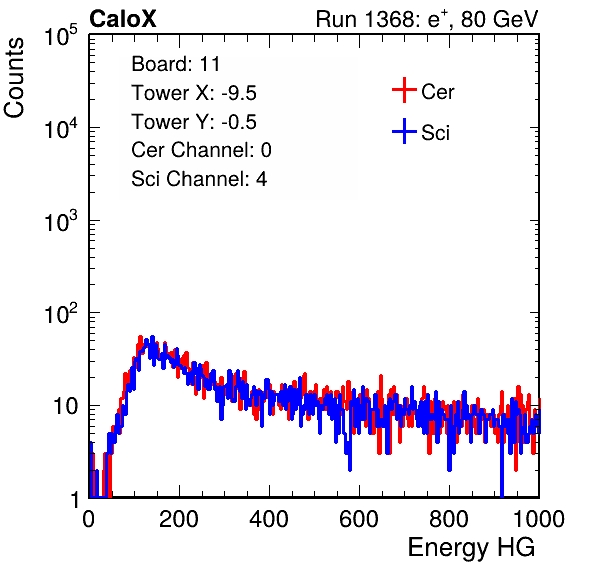 CaloX Run 1368: e+, 80 GeV
Counts
10^5
10^4
10^3
10^2
10
1
Board: 11
Tower X: -9.5
Tower Y: -0.5
Cer Channel: 0
Sci Channel: 4
Cer
Sci
0 200 400 600 800 1000
Energy HG